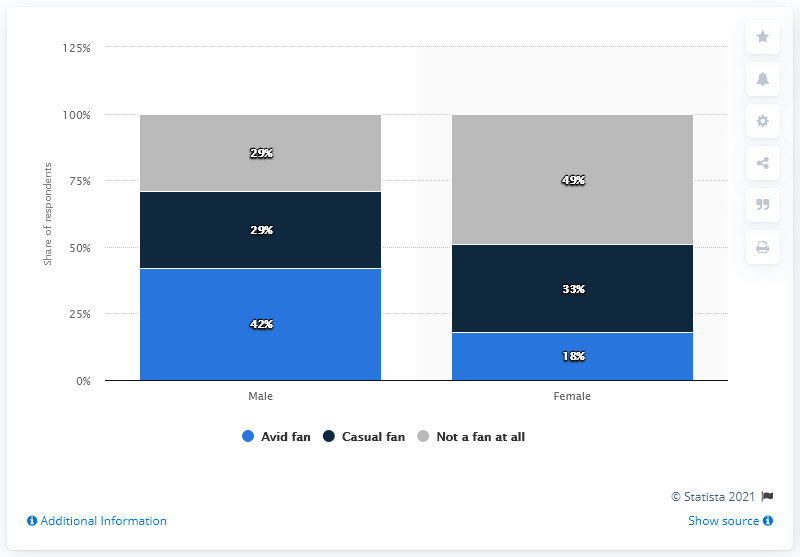 125%
100%
75%
50%
25%
0%
Share of respondents
29%
29%
42%
49%
33%
18%
Male
Female
Avid fan Casual fan Not a fan at all
© Statista 2021
Additional Information
Show source